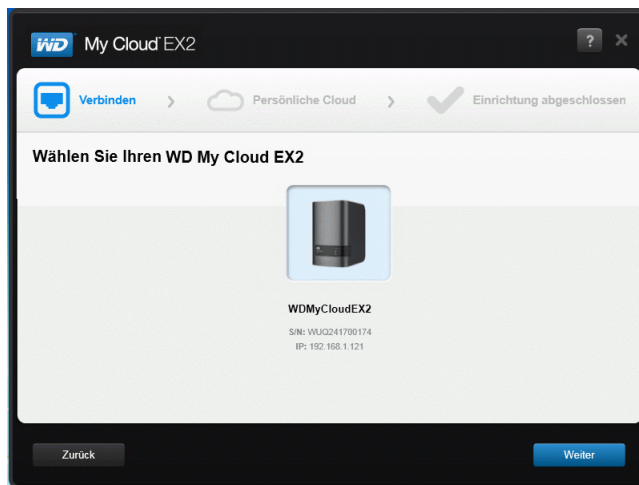 WD My Cloud EX2 ?
Verbinden > Persönliche Cloud > Einrichtung abgeschlossen
Wählen Sie Ihren WD My Cloud EX2
WDMyCloudEX2
S/N: WUQ241700174
IP: 192.168.1.121
Zurück Weiter